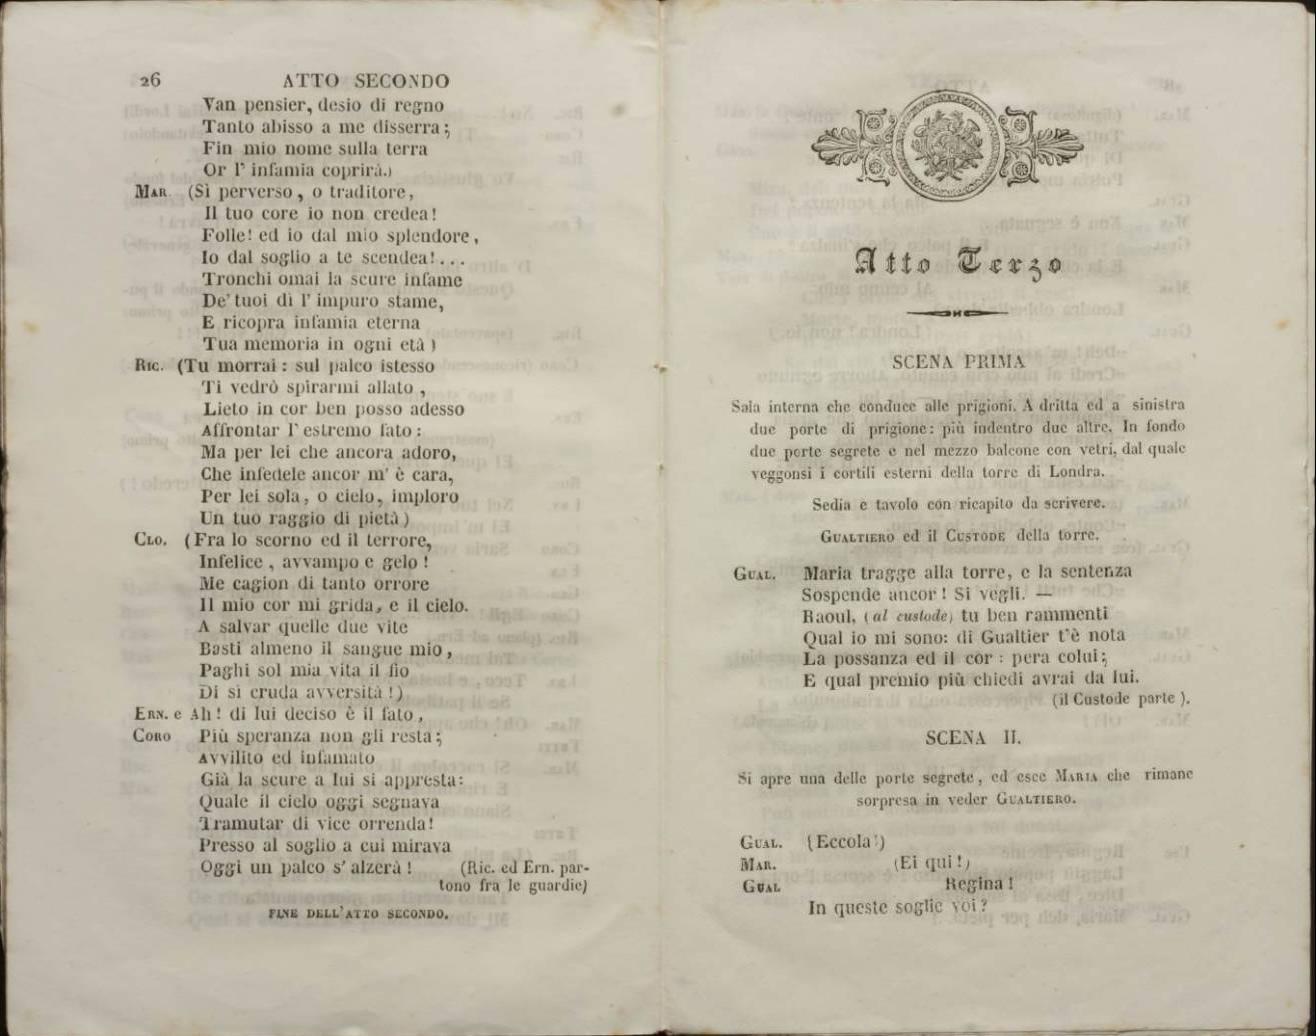 26 ATTO SECONDO
Van pensier, desio di regno
Tanto abisso a me disserra;
Fin mio nome sulla terra
Or l' infamia coprirà.)
MAR. (Sì perverso, o traditore,
Il tuo core io non credea!
Folle! ed io dal mio splendore,
Io dal soglio a te scendea!...
Tronchi omai la scure infame
De' tuoi dì l' impuro stame,
E ricopra infamia eterna
Tua memoria in ogni età)
RIC. (Tu morrai: sul palco istesso
Ti vedrò spirarmi allato,
Lieto in cor ben posso adesso
Affrontar l' estremo fato:
Ma per lei che ancora adoro,
Che infedele ancor m' è cara,
Per lei sola, o cielo, imploro
Un tuo raggio di pietà)
CLO. (Fra lo scorno ed il terrore,
Infelice, avvampo e gelo!
Me cagion di tanto orrore
Il mio cor mi grida, e il cielo.
A salvar quelle due vite
Basti almeno il sangue mio,
Paghi sol mia vita il fio
Di sì cruda avversità!)
ERN. e Ah! di lui deciso è il fato,
CORO Più speranza non gli resta;
Avvilito ed infamato
Già la scure a lui si appresta:
Quale il cielo oggi segnava
Tramutar di vice orrenda!
Presso al soglio a cui mirava
Oggi un palco s' alzerà! (Ric. ed Ern. par-
tono fra le guardie)
FINE DELL'ATTO SECONDO.
Atto Terzo
SCENA PRIMA
Sala interna che conduce alle prigioni. A dritta ed a sinistra
due porte di prigione: più indentro due altre. In fondo
due porte segrete e nel mezzo balcone con vetri, dal quale
veggonsi i cortili esterni della torre di Londra.
Sedia e tavolo con ricapito da scrivere.
GUALTIERO ed il CUSTODE della torre.
GUAL. Maria tragge alla torre, e la sentenza
Sospende ancor! Si vegli. —
Raoul, (al custode) tu ben rammenti
Qual io mi sono: di Gualtier t'è nota
La possanza ed il cor: pera colui;
E qual premio più chiedi avrai da lui.
(il Custode parte).
SCENA II.
Si apre una delle porte segrete, ed esce MARIA che rimane
sorpresa in veder GUALTIERO.
GUAL. (Eccola!)
MAR. (Ei qui!)
GUAL Regina!
In queste soglie voi?